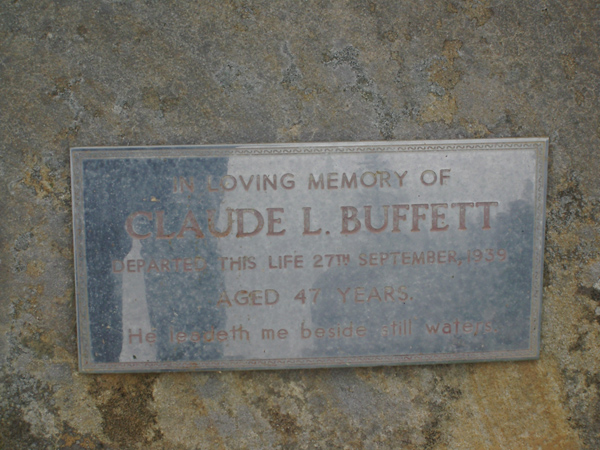 IN LOVING MEMORY OF
CLAUDE L. BUFFETT
DEPARTED THIS LIFE 27TH SEPTEMBER, 1939
AGED 47 YEARS.
He leadeth me beside still waters.